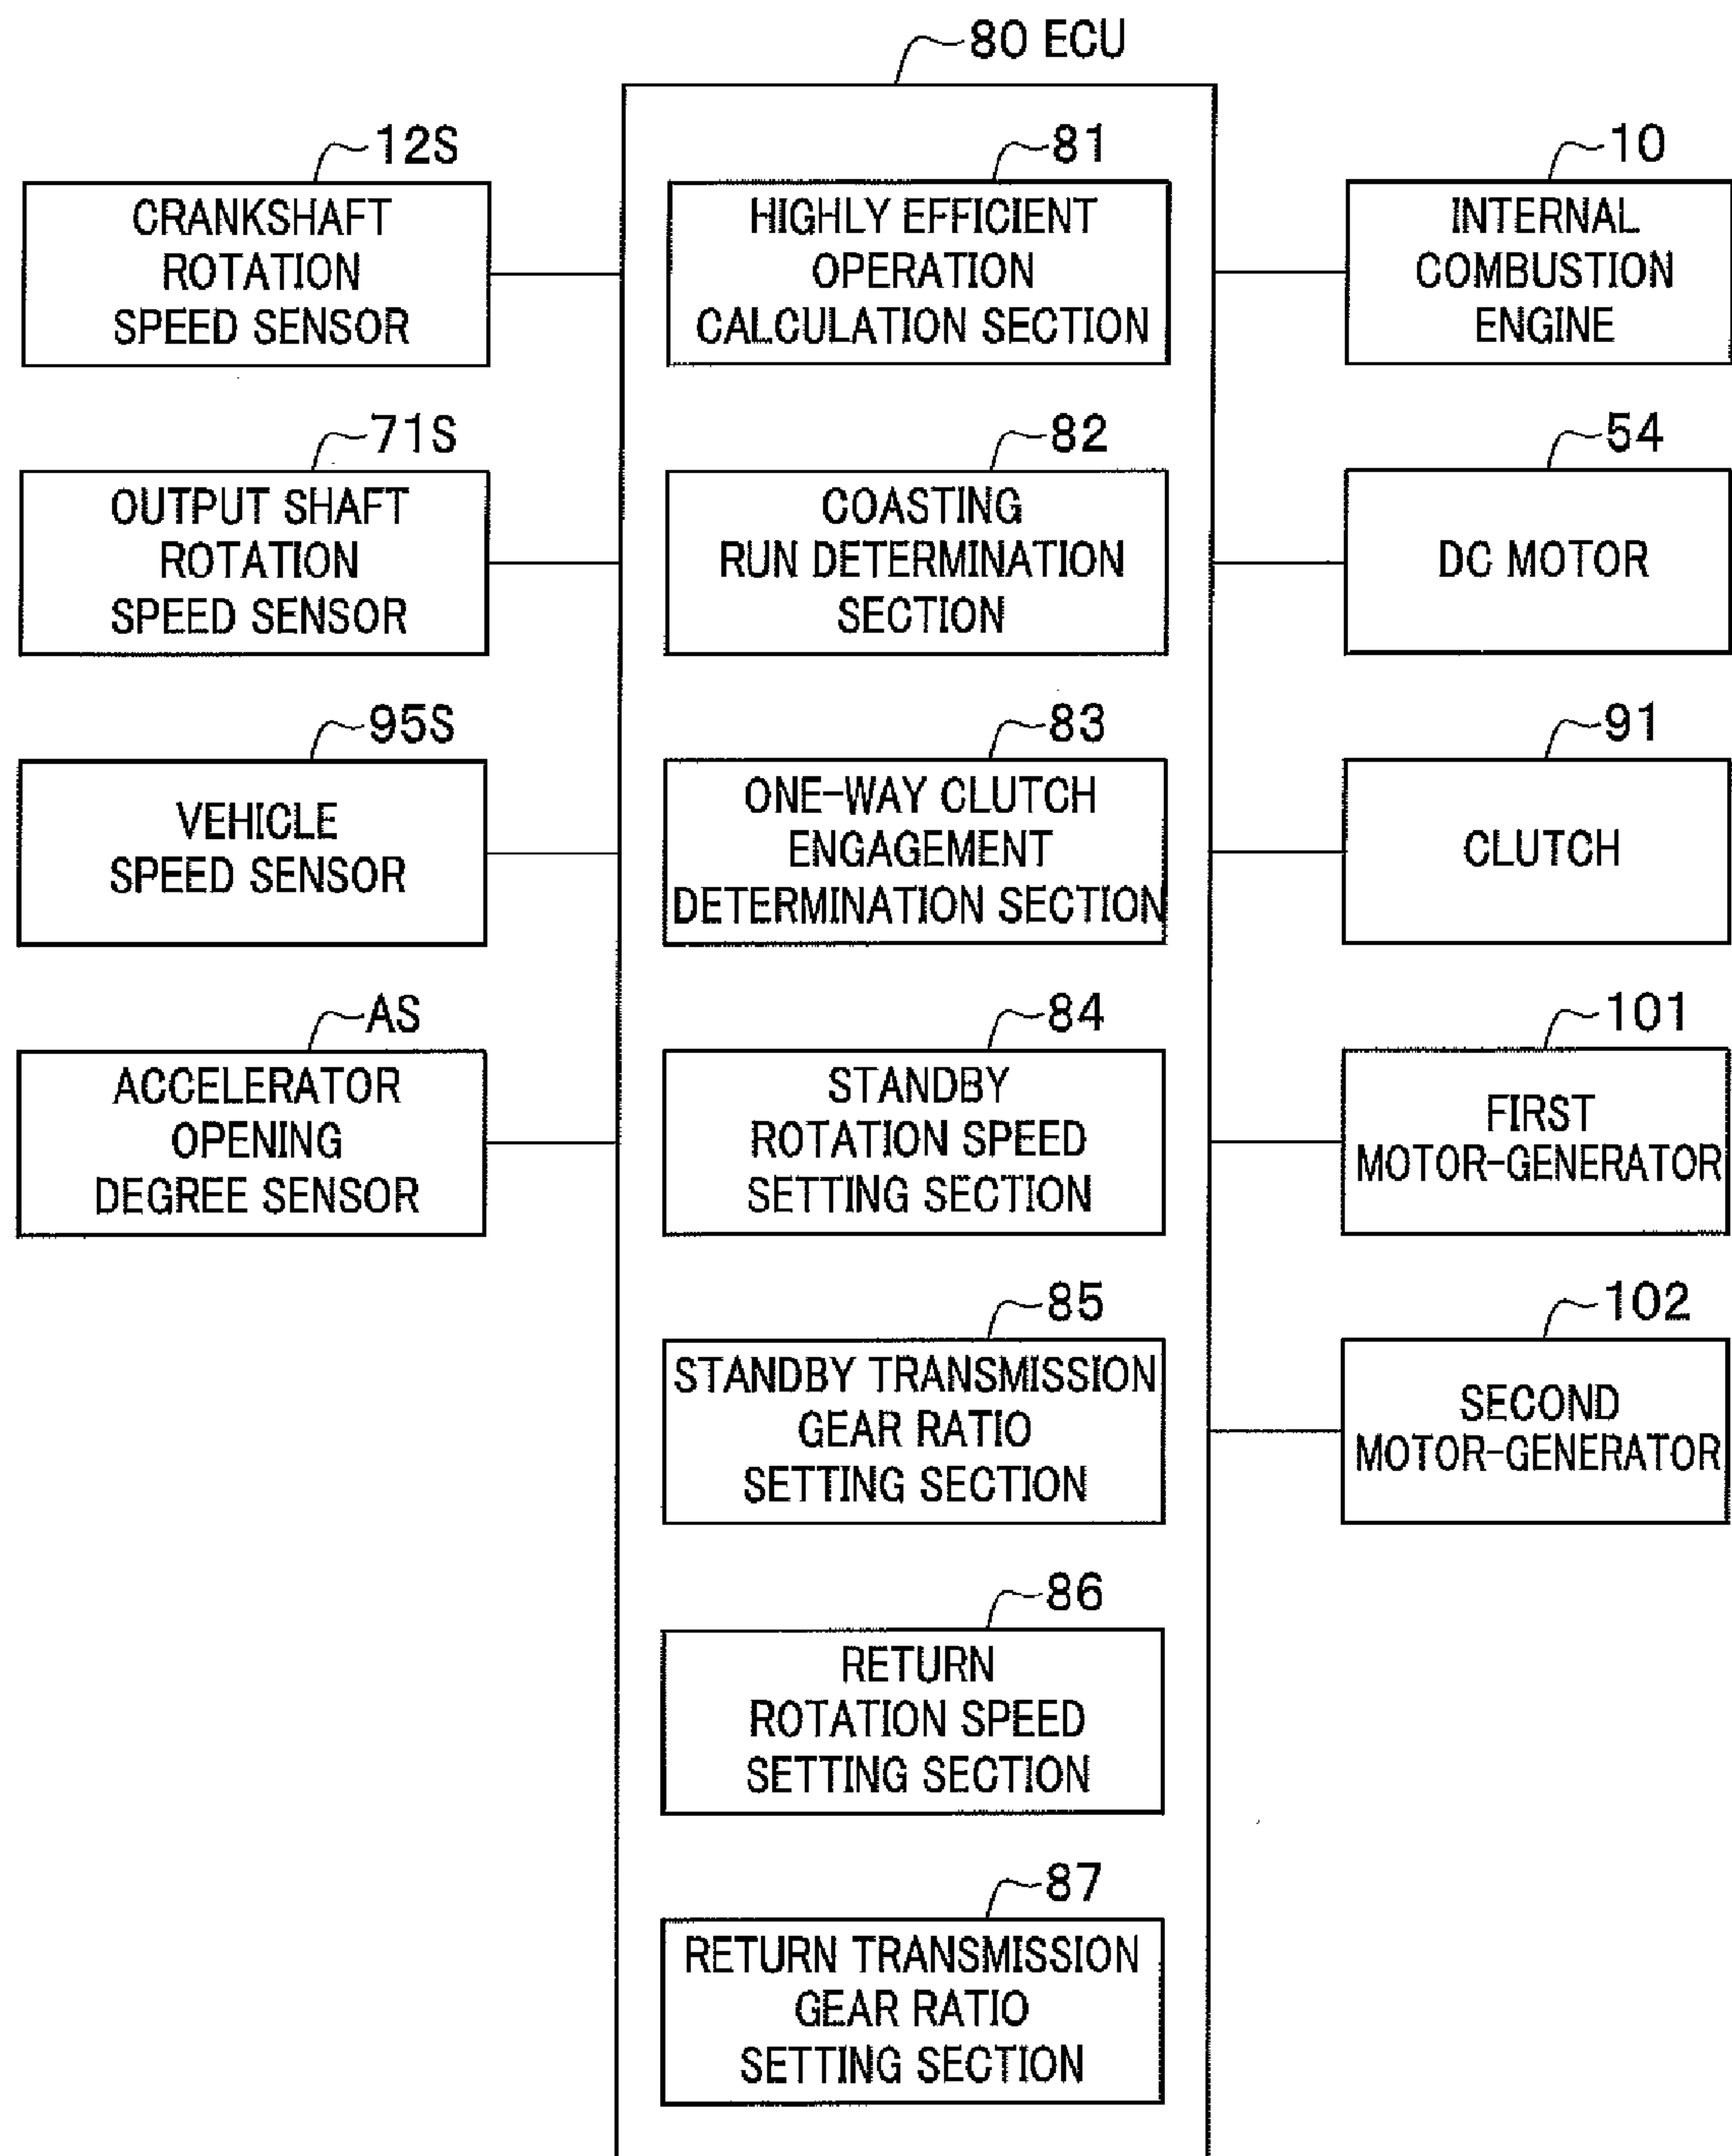 80 ECU
12S
CRANKSHAFT
ROTATION
SPEED SENSOR
71S
OUTPUT SHAFT
ROTATION
SPEED SENSOR
95S
VEHICLE
SPEED SENSOR
AS
ACCELERATOR
OPENING
DEGREE SENSOR
81
HIGHLY EFFICIENT
OPERATION
CALCULATION SECTION
82
COASTING
RUN DETERMINATION
SECTION
83
ONE-WAY CLUTCH
ENGAGEMENT
DETERMINATION SECTION
84
STANDBY
ROTATION SPEED
SETTING SECTION
85
STANDBY TRANSMISSION
GEAR RATIO
SETTING SECTION
86
RETURN
ROTATION SPEED
SETTING SECTION
87
RETURN TRANSMISSION
GEAR RATIO
SETTING SECTION
10
INTERNAL
COMBUSTION
ENGINE
54
DC MOTOR
91
CLUTCH
101
FIRST
MOTOR-GENERATOR
102
SECOND
MOTOR-GENERATOR